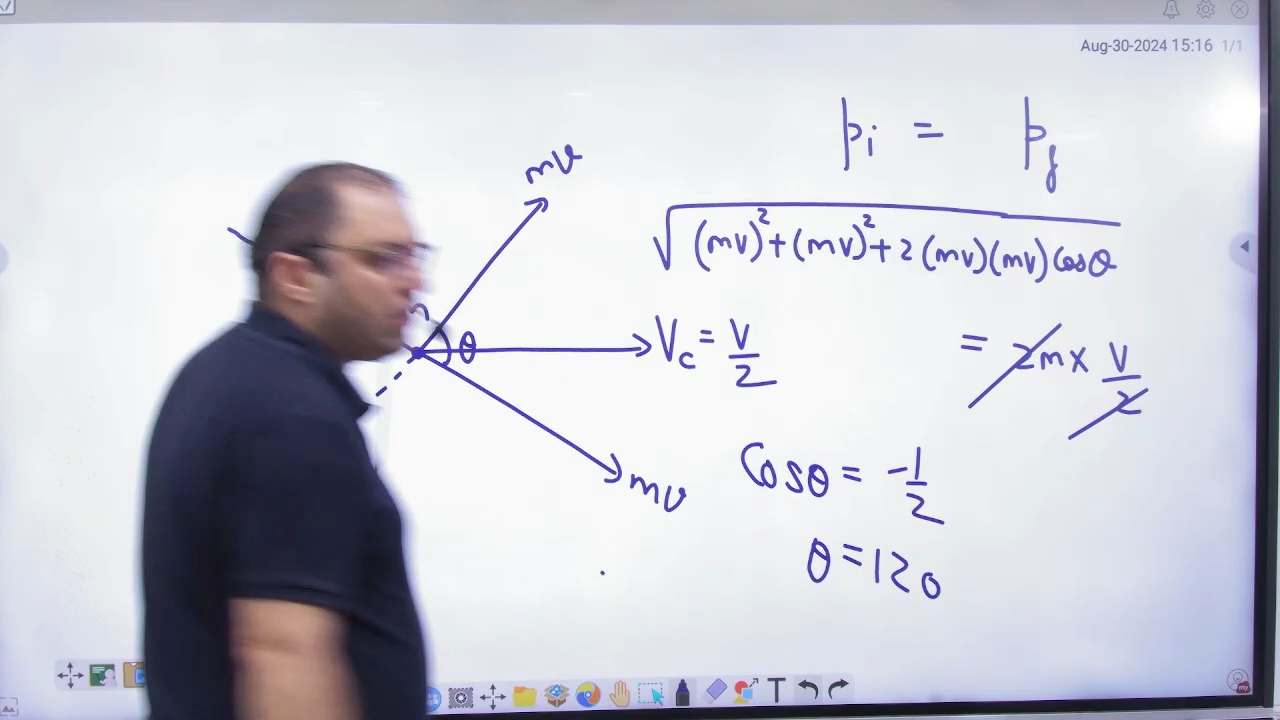 Aug-30-2024 15:16 1/1
pi = pf
mv
√(mv)²+(mv)²+2(mv)(mv)Cosθ
θ
Vc = V/2
= 2m x V/2
mv
Cosθ = -1/2
θ = 120
T